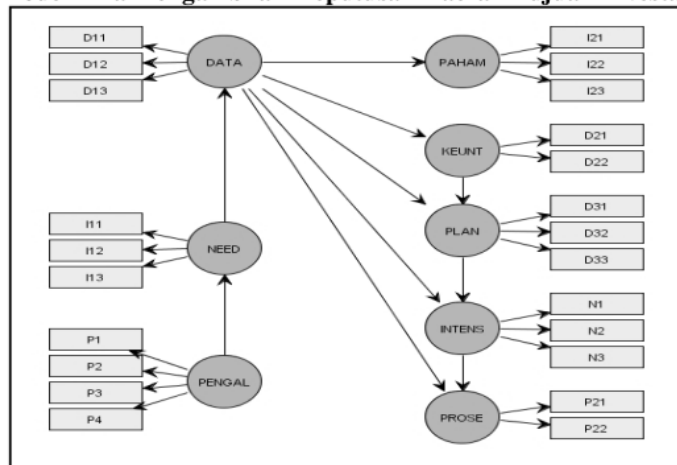 D11
D12
D13
DATA
PAHAM
I21
I22
I23
KEUNT
D21
D22
PLAN
D31
D32
D33
I11
I12
I13
NEED
INTENS
N1
N2
N3
P1
P2
P3
P4
PENGAL
PROSE
P21
P22